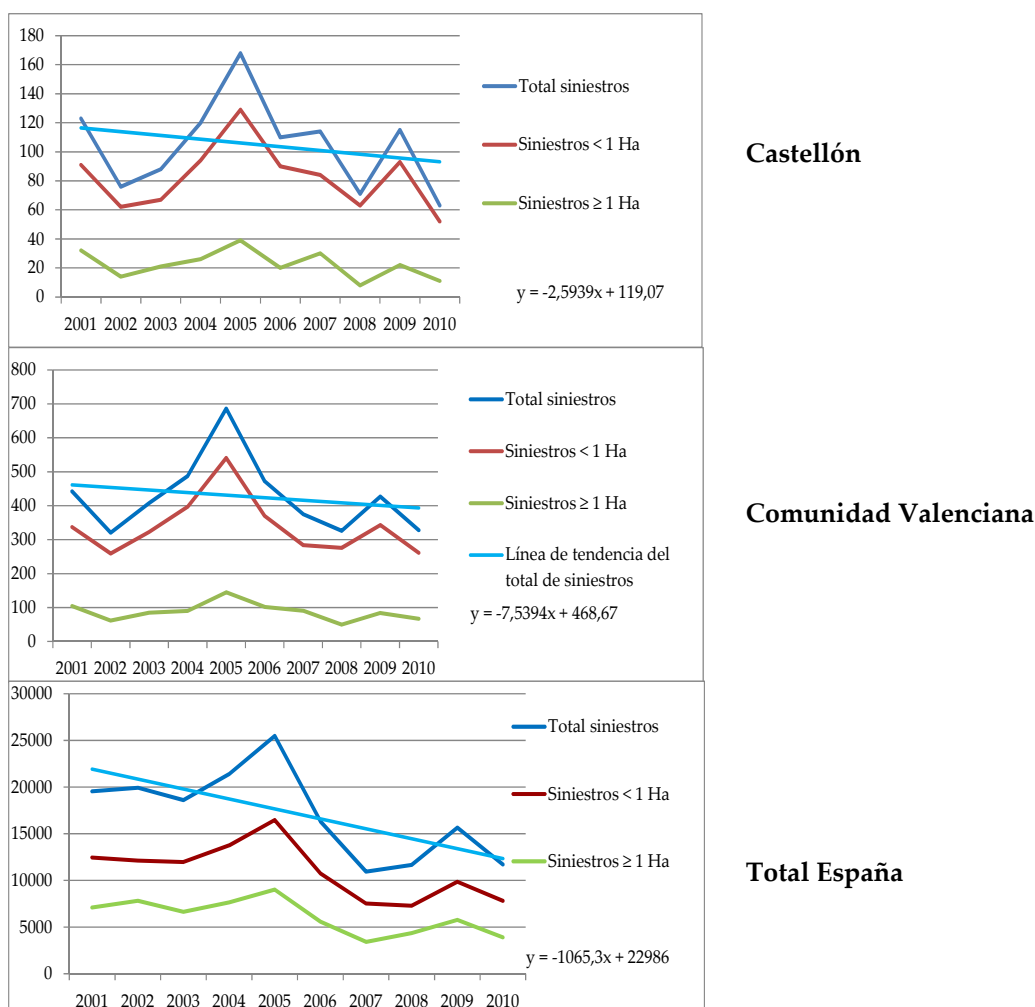 180
160
140
120
100
80
60
40
20
0
2001 2002 2003 2004 2005 2006 2007 2008 2009 2010
Total siniestros
Siniestros < 1 Ha
Siniestros ≥ 1 Ha
y = -2,5939x + 119,07
Castellón
800
700
600
500
400
300
200
100
0
2001 2002 2003 2004 2005 2006 2007 2008 2009 2010
Total siniestros
Siniestros < 1 Ha
Siniestros ≥ 1 Ha
Línea de tendencia del
total de siniestros
y = -7,5394x + 468,67
Comunidad Valenciana
30000
25000
20000
15000
10000
5000
0
2001 2002 2003 2004 2005 2006 2007 2008 2009 2010
Total siniestros
Siniestros < 1 Ha
Siniestros ≥ 1 Ha
y = -1065,3x + 22986
Total España